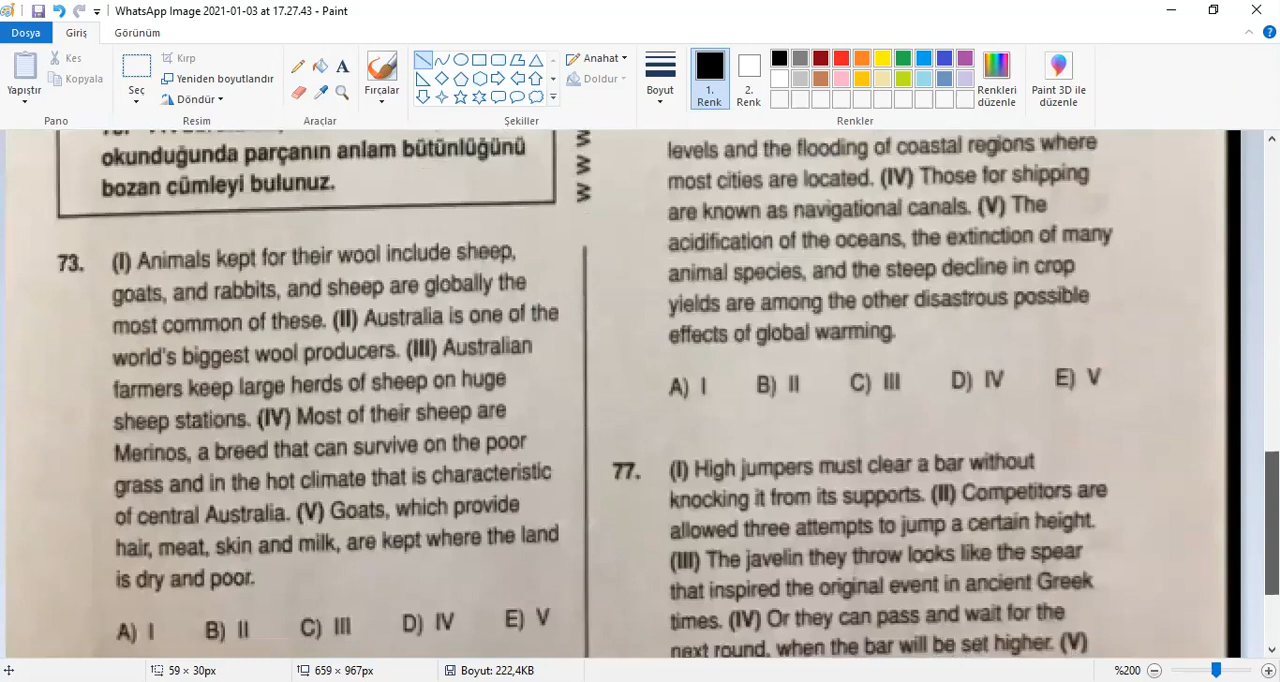 WhatsApp Image 2021-01-03 at 17.27.43 - Paint
Dosya
Giriş
Görünüm
Yapıştır
Kes
Kopyala
Pano
Seç
Kırp
Yeniden boyutlandır
Döndür
Resim
Araçlar
Fırçalar
Anahat
Doldur
Şekiller
Boyut
1.
Renk
2.
Renk
Renkleri
düzenle
Paint 3D ile
düzenle
Renkler
okunduğunda parçanın anlam bütünlüğünü
bozan cümleyi bulunuz.
W W W
73. (I) Animals kept for their wool include sheep,
goats, and rabbits, and sheep are globally the
most common of these. (II) Australia is one of the
world's biggest wool producers. (III) Australian
farmers keep large herds of sheep on huge
sheep stations. (IV) Most of their sheep are
Merinos, a breed that can survive on the poor
grass and in the hot climate that is characteristic
of central Australia. (V) Goats, which provide
hair, meat, skin and milk, are kept where the land
is dry and poor.
A) I B) II C) III D) IV E) V
levels and the flooding of coastal regions where
most cities are located. (IV) Those for shipping
are known as navigational canals. (V) The
acidification of the oceans, the extinction of many
animal species, and the steep decline in crop
yields are among the other disastrous possible
effects of global warming.
A) I B) II C) III D) IV E) V
77. (I) High jumpers must clear a bar without
knocking it from its supports. (II) Competitors are
allowed three attempts to jump a certain height.
(III) The javelin they throw looks like the spear
that inspired the original event in ancient Greek
times. (IV) Or they can pass and wait for the
next round, when the bar will be set higher. (V)
59 × 30px
659 × 967px
Boyut: 222,4KB
%200